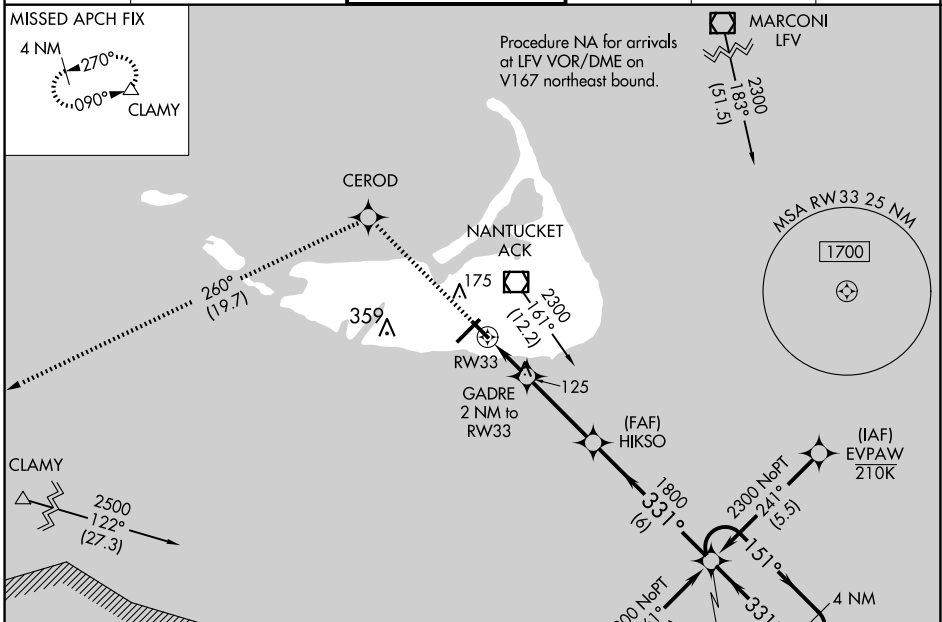 MISSED APCH FIX
4 NM
270°
090°
CLAMY
Procedure NA for arrivals
at LFV VOR/DME on
V167 northeast bound.
MARCONI
LFV
2300
183°
(51.5)
CEROD
NANTUCKET
ACK
MSA RW33 25 NM
1700
260°
(19.7)
175
359
2300
161°
(12.2)
RW33
125
GADRE
2 NM to
RW33
(FAF)
HIKSO
(IAF)
EVPAW
210K
CLAMY
2500
122°
(27.3)
1800
331°
(6)
2300 NoPT
241°
(5.5)
151°
4 NM
NoPT
331°